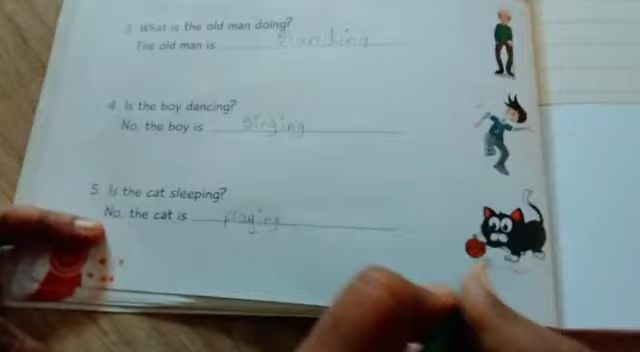 3. What is the old man doing?
The old man is standing
4. Is the boy dancing?
No, the boy is singing
5. Is the cat sleeping?
No, the cat is playing